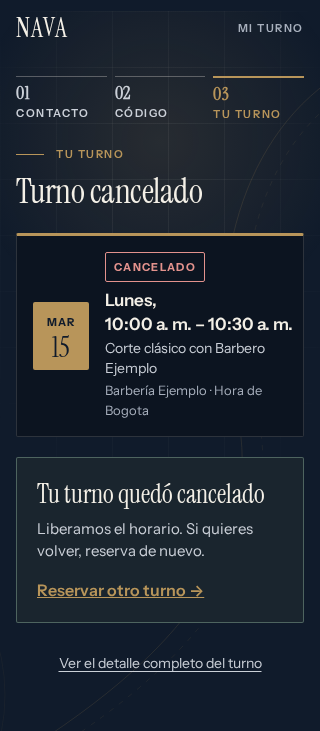 NAVA
MI TURNO
01
CONTACTO
02
CÓDIGO
03
TU TURNO
TU TURNO
Turno cancelado
CANCELADO
MAR
15
Lunes,
10:00 a. m. – 10:30 a. m.
Corte clásico con Barbero
Ejemplo
Barbería Ejemplo · Hora de
Bogota
Tu turno quedó cancelado
Liberamos el horario. Si quieres
volver, reserva de nuevo.
Reservar otro turno →
Ver el detalle completo del turno